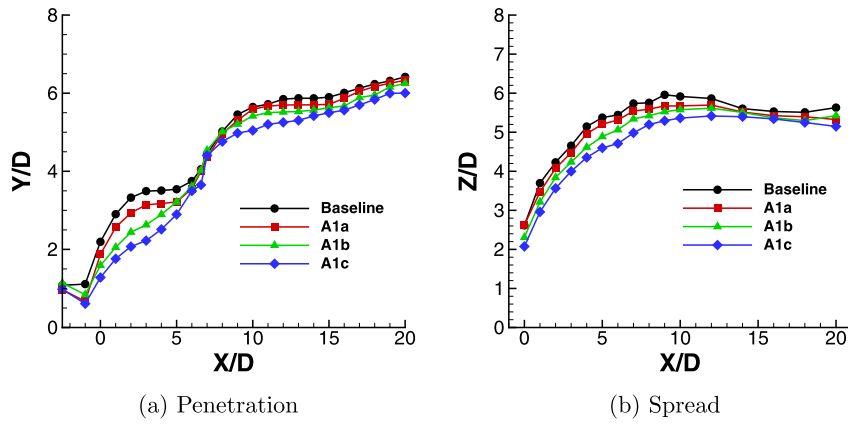 8
6
4
2
0
Y/D
0 5 10 15 20
X/D
Baseline
A1a
A1b
A1c
(a) Penetration
8
7
6
5
4
3
2
1
0
Z/D
0 5 10 15 20
X/D
Baseline
A1a
A1b
A1c
(b) Spread